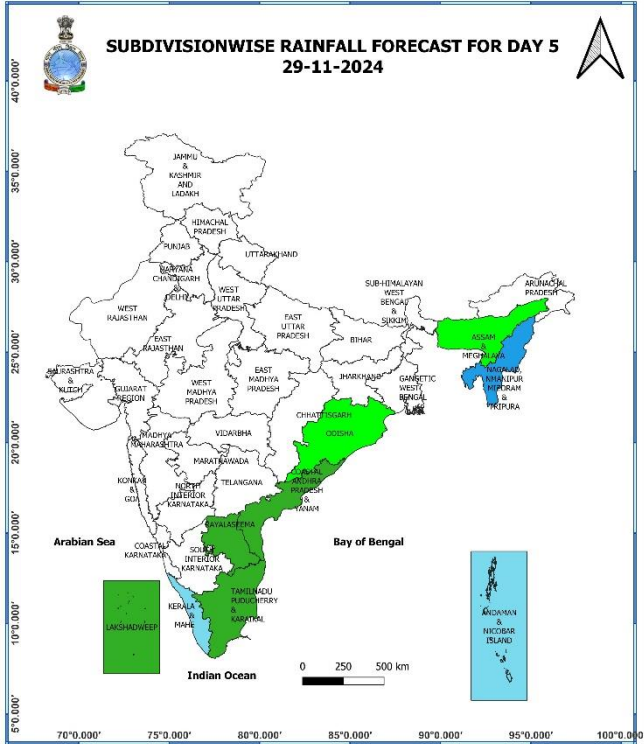 SUBDIVISIONWISE RAINFALL FORECAST FOR DAY 5
29-11-2024
40°0.000'
35°0.000'
30°0.000'
25°0.000'
20°0.000'
15°0.000'
10°0.000'
5°0.000'
JAMMU
&
KASHMIR
AND
LADAKH
HIMACHAL
PRADESH
PUNJAB
UTTARAKHAND
HARYANA
CHANDIGARH
&
DELHI
WEST
UTTAR
PRADESH
SUB-HIMALAYAN
WEST
BENGAL
&
SIKKIM
ARUNACHAL
PRADESH
WEST
RAJASTHAN
EAST
UTTAR
PRADESH
EAST
RAJASTHAN
BIHAR
ASSAM
&
MEGHALAYA
NAGALAD,
MANIPUR
MIZORAM
&
TRIPURA
SAURASHTRA
&
KUTCH
GUJARAT
REGION
WEST
MADHYA
PRADESH
EAST
MADHYA
PRADESH
JHARKHAND
GANGETIC
WEST
BENGAL
CHHATTISGARH
ODISHA
MADHYA
MAHARASHTRA
VIDARBHA
MARATHWADA
KONKAN
&
GOA
NORTH
INTERIOR
KARNATAKA
TELANGANA
COASTAL
ANDHRA
PRADESH
&
YANAM
RAYALASEEMA
Arabian Sea
Bay of Bengal
COASTAL
KARNATAKA
SOUTH
INTERIOR
KARNATAKA
KERALA
&
MAHE
TAMILNADU
PUDUCHERRY
&
KARAIKAL
LAKSHADWEEP
ANDAMAN
&
NICOBAR
ISLAND
Indian Ocean
0 250 500 km
70°0.000' 75°0.000' 80°0.000' 85°0.000' 90°0.000' 95°0.000' 100°0.000'